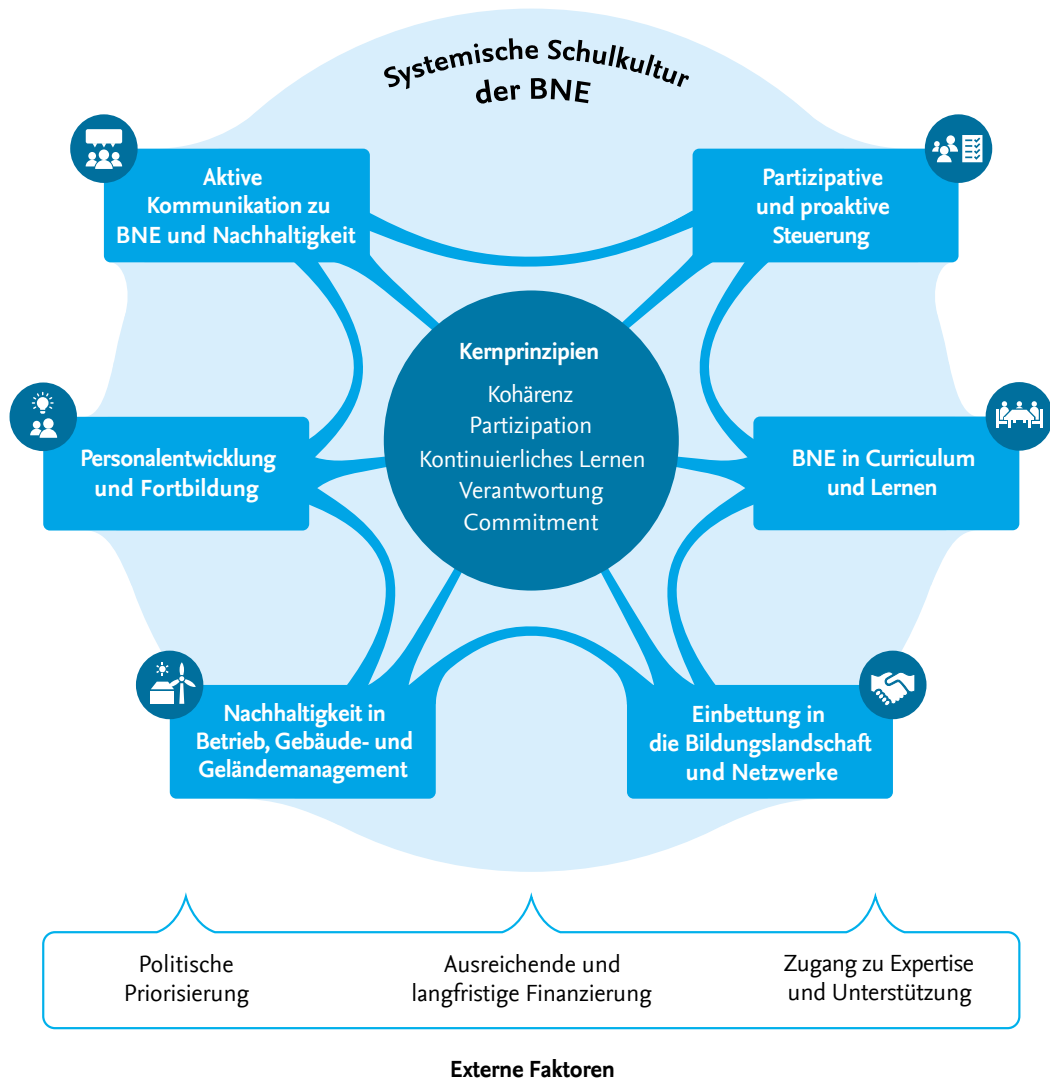 Systemische Schulkultur
der BNE
Aktive
Kommunikation zu
BNE und Nachhaltigkeit
Partizipative
und proaktive
Steuerung
Kernprinzipien
Kohärenz
Partizipation
Kontinuierliches Lernen
Verantwortung
Commitment
Personalentwicklung
und Fortbildung
BNE in Curriculum
und Lernen
Nachhaltigkeit in
Betrieb, Gebäude- und
Geländemanagement
Einbettung in
die Bildungslandschaft
und Netzwerke
Politische
Priorisierung
Ausreichende und
langfristige Finanzierung
Zugang zu Expertise
und Unterstützung
Externe Faktoren